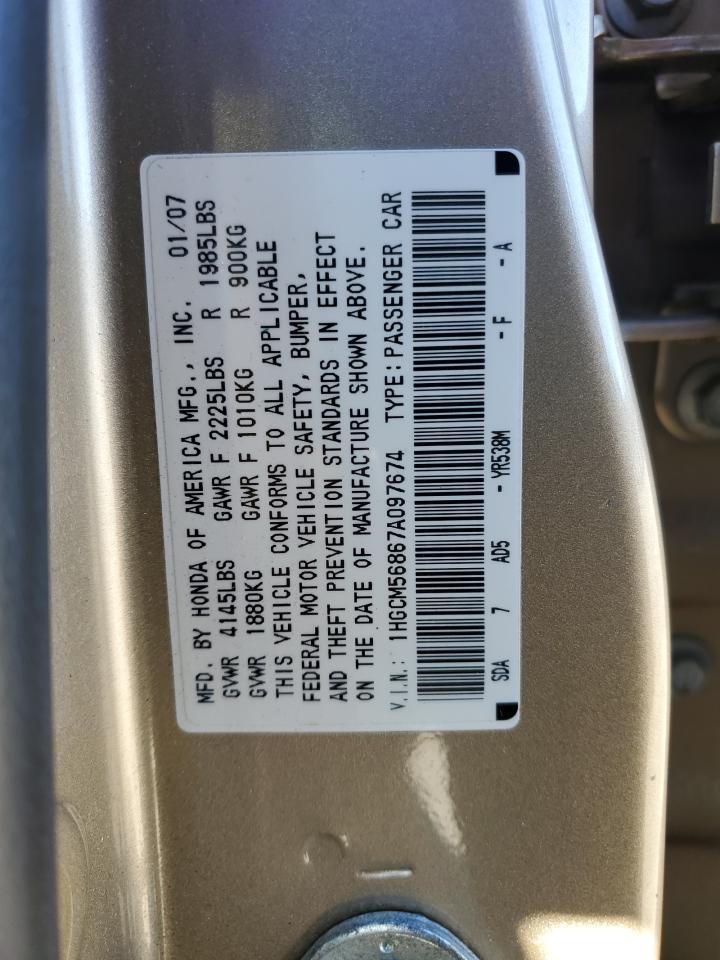 MFD. BY HONDA OF AMERICA MFG., INC. 01/07
GVWR 4145LBS GAWR F 2225LBS R 1985LBS
GVWR 1880KG GAWR F 1010KG R 900KG
THIS VEHICLE CONFORMS TO ALL APPLICABLE
FEDERAL MOTOR VEHICLE SAFETY, BUMPER,
AND THEFT PREVENTION STANDARDS IN EFFECT
ON THE DATE OF MANUFACTURE SHOWN ABOVE.
V.I.N.: 1HGCM56867A097674 TYPE:PASSENGER CAR
SDA 7 AD5 -YR538M -F -A